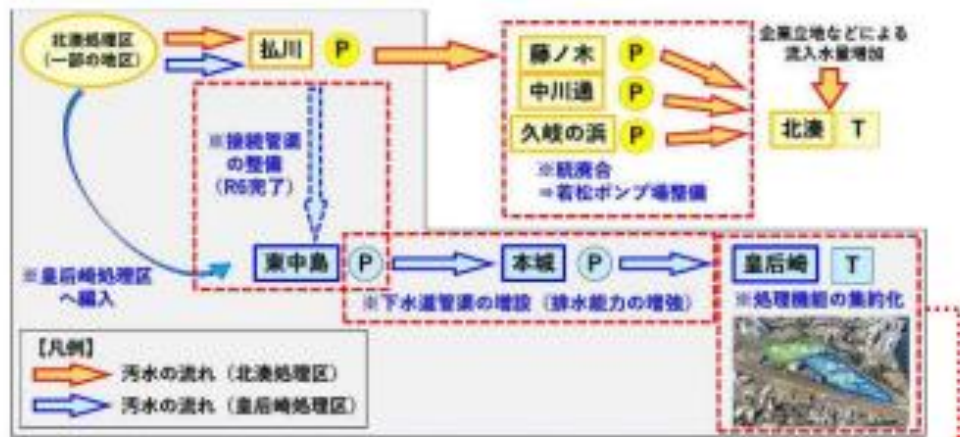 北湊処理区
(一部の地区)
払川
P
藤ノ木
P
中川通
P
久岐の浜
P
※統廃合
⇒若松ポンプ場整備
企業立地などによる
流入水量増加
北湊
T
※接続管渠
の整備
(R6完了)
※皇后崎処理区
へ編入
東中島
P
本城
P
皇后崎
T
※下水道管渠の増設(排水能力の増強)
※処理機能の集約化
【凡例】
汚水の流れ(北湊処理区)
汚水の流れ(皇后崎処理区)